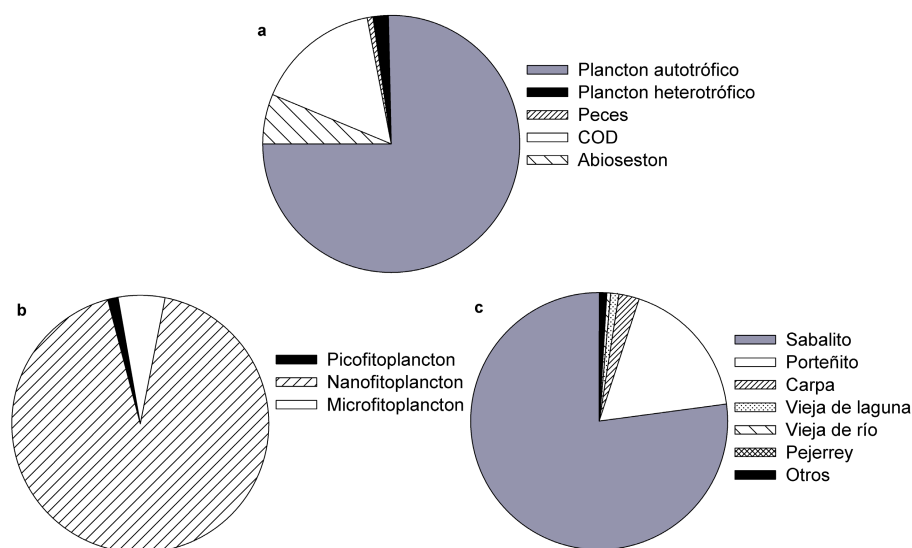 a
Plancton autotrófico
Plancton heterotrófico
Peces
COD
Abioseston
b
Picofitoplancton
Nanofitoplancton
Microfitoplancton
c
Sabalito
Porteñito
Carpa
Vieja de laguna
Vieja de río
Pejerrey
Otros